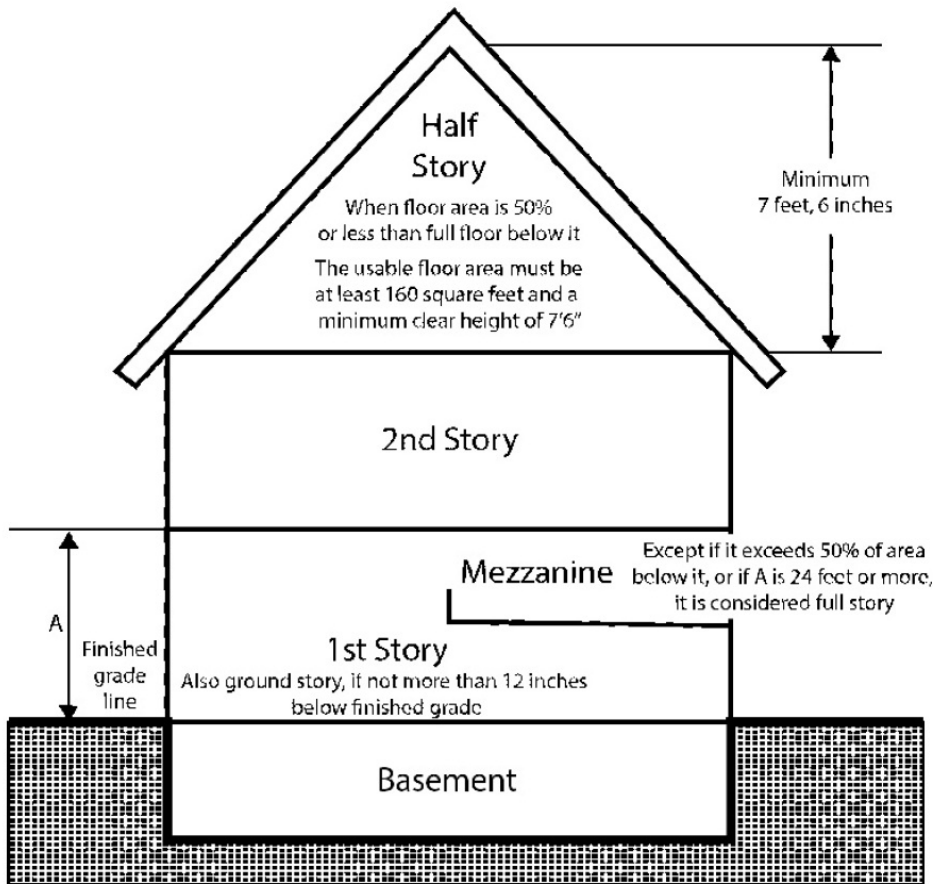 Half
Story
When floor area is 50%
or less than full floor below it
The usable floor area must be
at least 160 square feet and a
minimum clear height of 7'6"
Minimum
7 feet, 6 inches
2nd Story
Mezzanine
Except if it exceeds 50% of area
below it, or if A is 24 feet or more,
it is considered full story
A
Finished
grade
line
1st Story
Also ground story, if not more than 12 inches
below finished grade
Basement